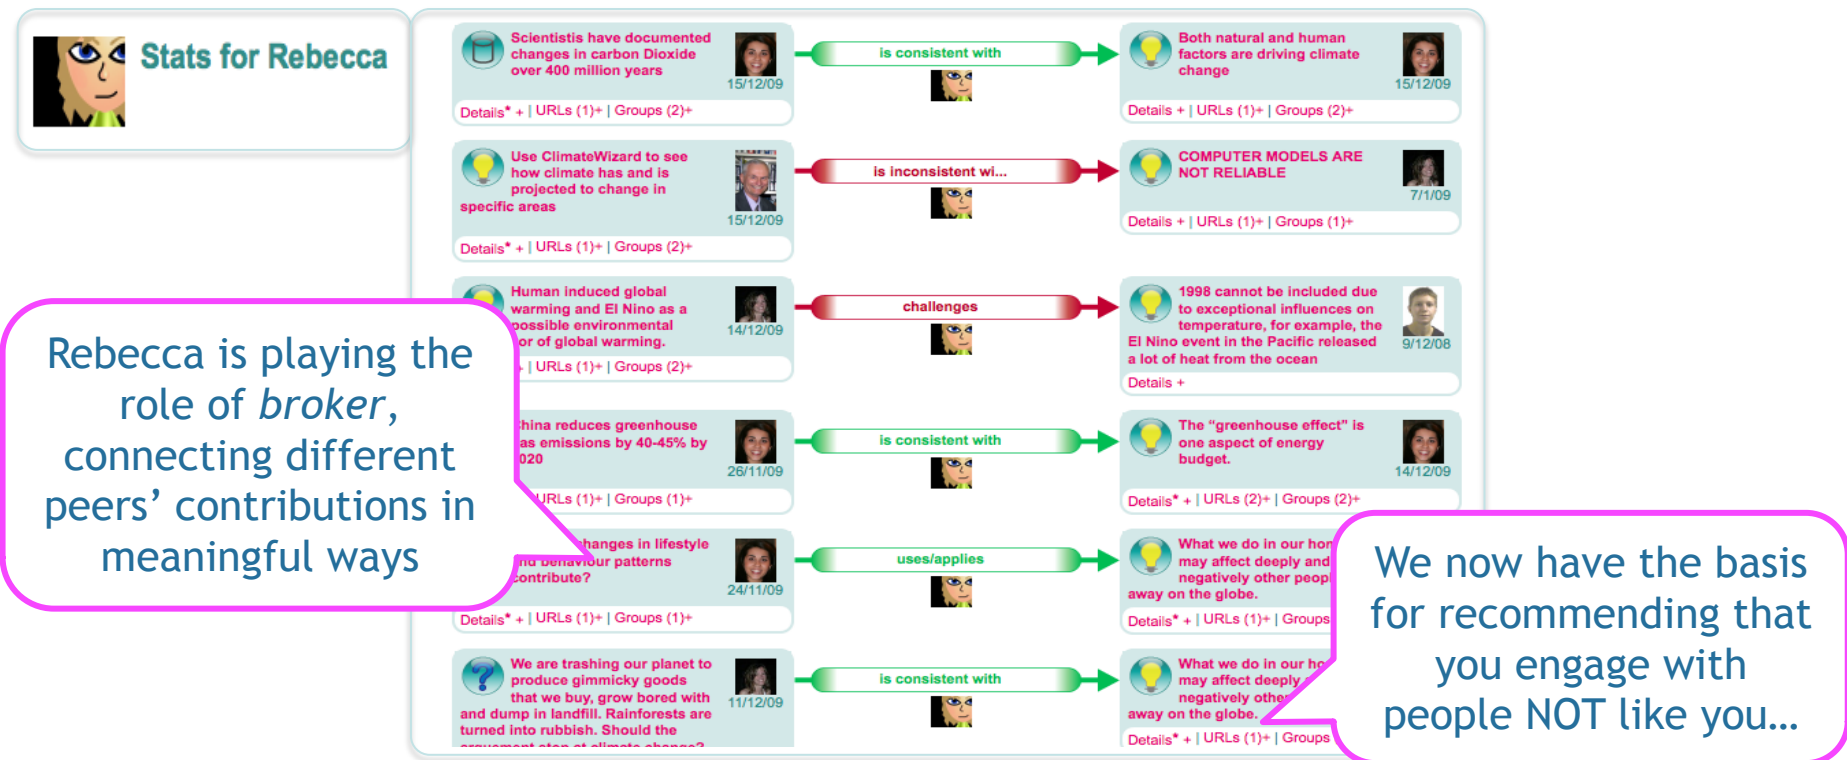 Stats for Rebecca
Scientistis have documented
changes in carbon Dioxide
over 400 million years
15/12/09
Details* + | URLs (1)+ | Groups (2)+
is consistent with
Both natural and human
factors are driving climate
change
15/12/09
Details + | URLs (1)+ | Groups (2)+
Use ClimateWizard to see
how climate has and is
projected to change in
specific areas
15/12/09
Details* + | URLs (1)+ | Groups (2)+
is inconsistent wi...
COMPUTER MODELS ARE
NOT RELIABLE
7/1/09
Details + | URLs (1)+ | Groups (1)+
Human induced global
warming and El Nino as a
possible environmental
or of global warming.
14/12/09
| URLs (1)+ | Groups (2)+
challenges
1998 cannot be included due
to exceptional influences on
temperature, for example, the
El Nino event in the Pacific released
a lot of heat from the ocean
9/12/08
Details +
Rebecca is playing the
role of broker,
connecting different
peers’ contributions in
meaningful ways
China reduces greenhouse
gas emissions by 40-45% by
2020
26/11/09
URLs (1)+ | Groups (1)+
is consistent with
The “greenhouse effect” is
one aspect of energy
budget.
14/12/09
Details* + | URLs (2)+ | Groups (2)+
changes in lifestyle
and behaviour patterns
contribute?
24/11/09
Details* + | URLs (1)+ | Groups (1)+
uses/applies
What we do in our
may affect deeply and
negatively other
away on the globe.
Details* + | URLs (1)+ | Groups
We are trashing our planet to
produce gimmicky goods
that we buy, grow bored with
and dump in landfill. Rainforests are
turned into rubbish. Should the
argument stop at climate change?
11/12/09
is consistent with
What we do in our
may affect deeply
negatively other
away on the globe.
Details* + | URLs (1)+ | Groups
We now have the basis
for recommending that
you engage with
people NOT like you…